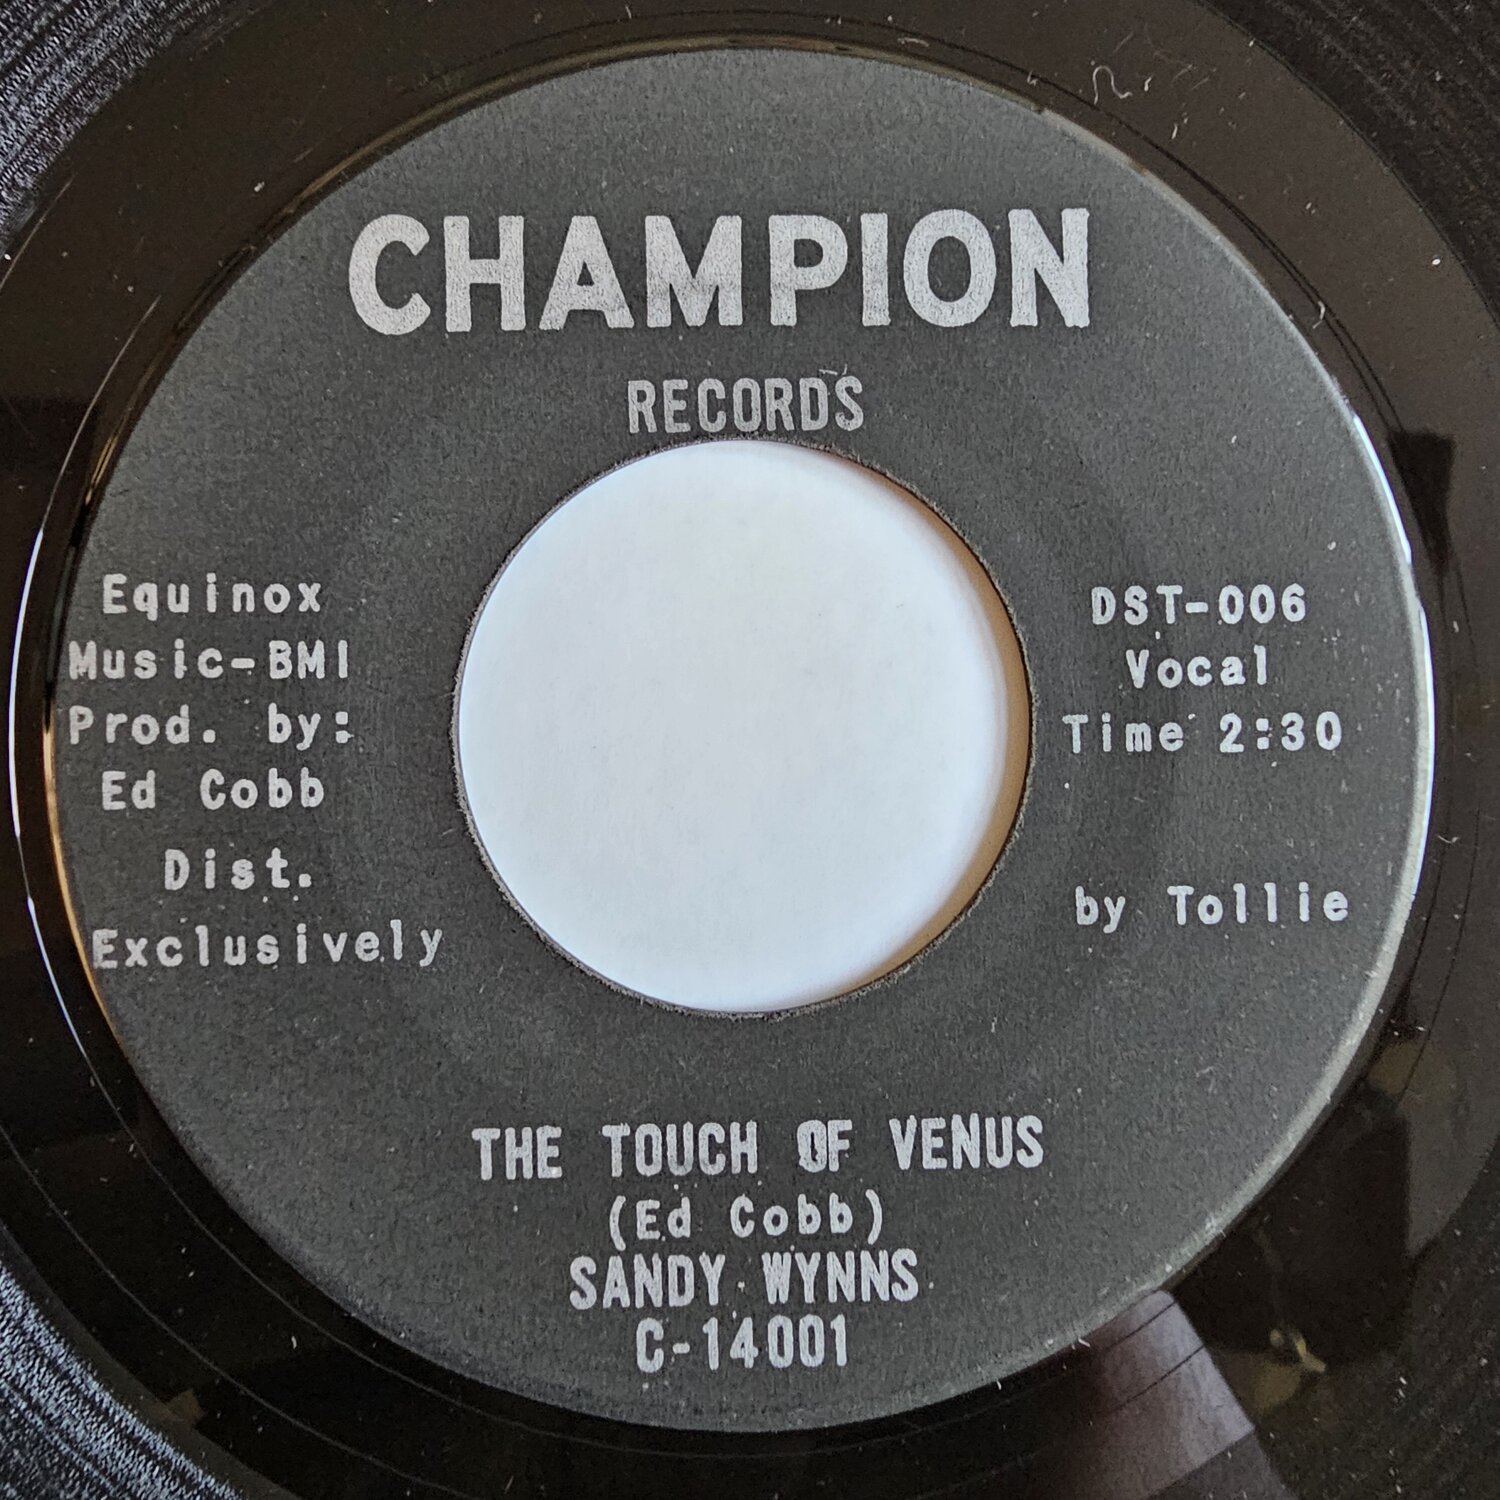 CHAMPION
RECORDS
Equinox
Music-BMI
Prod. by:
Ed Cobb
Dist.
Exclusively
DST-006
Vocal
Time 2:30
by Tollie
THE TOUCH OF VENUS
(Ed Cobb)
SANDY WYNNS
C-14001